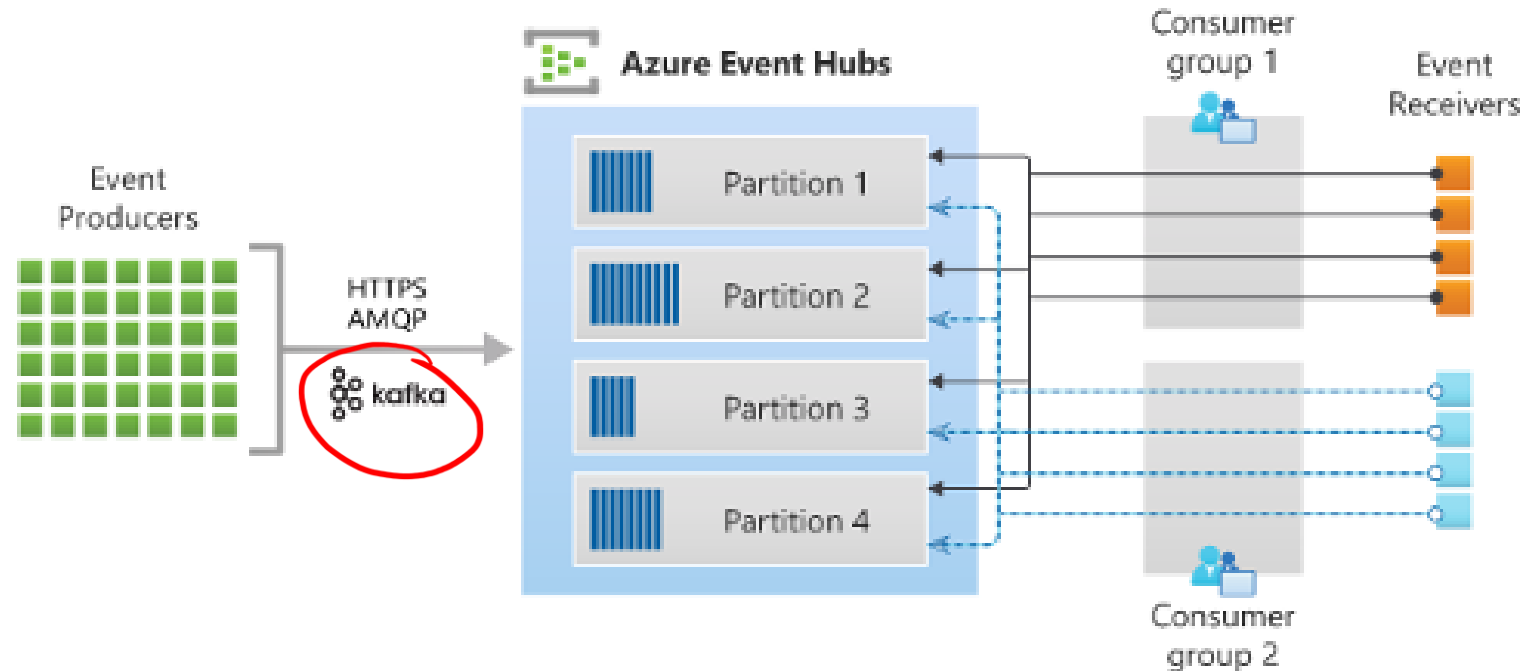 Azure Event Hubs
Consumer
group 1
Event
Receivers
Event
Producers
HTTPS
AMQP
kafka
Partition 1
Partition 2
Partition 3
Partition 4
Consumer
group 2